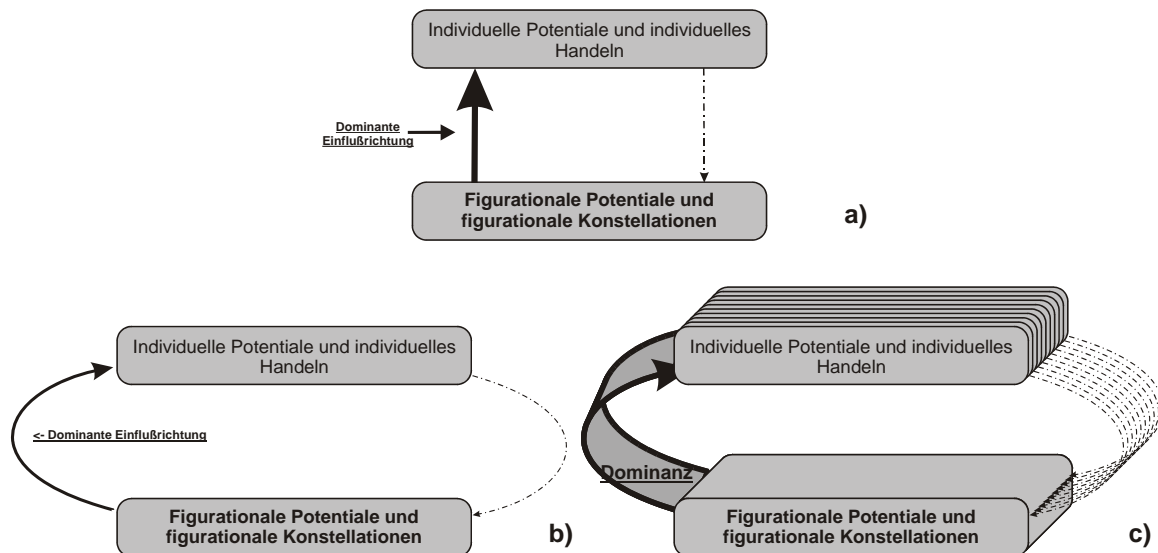 Individuelle Potentiale und individuelles
Handeln
Dominante
Einflußrichtung
Figurationale Potentiale und
figurationale Konstellationen
a)
Individuelle Potentiale und individuelles
Handeln
<- Dominante Einflußrichtung
Figurationale Potentiale und
figurationale Konstellationen
b)
Individuelle Potentiale und individuelles
Handeln
Dominanz
Figurationale Potentiale und
figurationale Konstellationen
c)